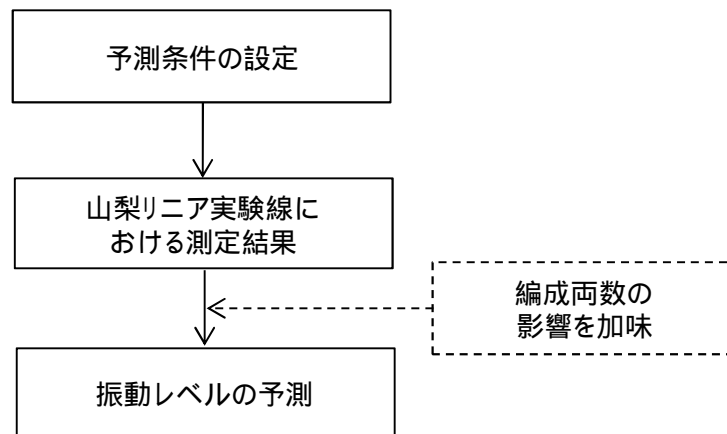 予測条件の設定
山梨リニア実験線に
おける測定結果
編成両数の
影響を加味
振動レベルの予測